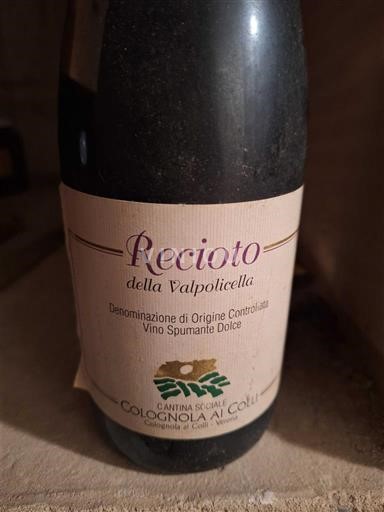 Recioto
della Valpolicella
Denominazione di Origine Controllata
Vino Spumante Dolce
CANTINA SOCIALE
COLOGNOLA AI COLLI
Colognola ai Colli - Verona